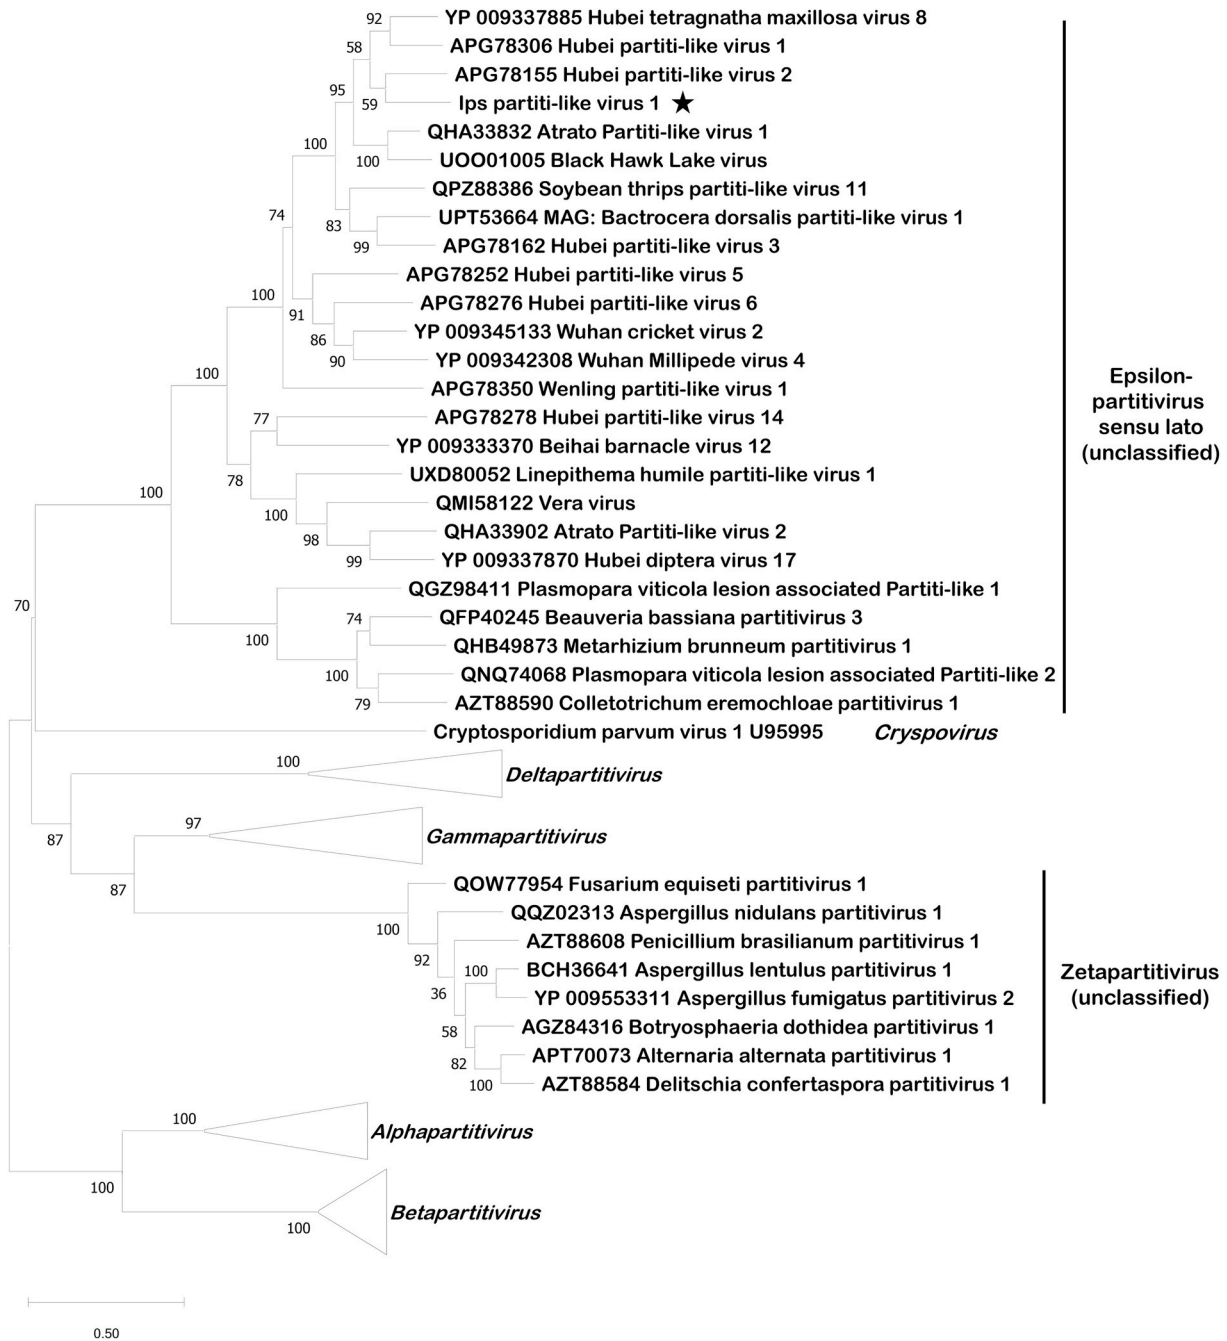 92
YP 009337885 Hubei tetragnatha maxillosa virus 8
58
APG78306 Hubei partiti-like virus 1
APG78155 Hubei partiti-like virus 2
95
59
Ips partiti-like virus 1 ★
QHA33832 Atrato Partiti-like virus 1
100
100
UOO01005 Black Hawk Lake virus
QPZ88386 Soybean thrips partiti-like virus 11
74
83
UPT53664 MAG: Bactrocera dorsalis partiti-like virus 1
99
APG78162 Hubei partiti-like virus 3
APG78252 Hubei partiti-like virus 5
100
91
APG78276 Hubei partiti-like virus 6
86
YP 009345133 Wuhan cricket virus 2
90
YP 009342308 Wuhan Millipede virus 4
100
APG78350 Wenling partiti-like virus 1
Epsilon-
partitivirus
sensu lato
(unclassified)
77
APG78278 Hubei partiti-like virus 14
YP 009333370 Beihai barnacle virus 12
78
UXD80052 Linepithema humile partiti-like virus 1
100
100
QMI58122 Vera virus
98
QHA33902 Atrato Partiti-like virus 2
99
YP 009337870 Hubei diptera virus 17
QGZ98411 Plasmopara viticola lesion associated Partiti-like 1
70
74
QFP40245 Beauveria bassiana partitivirus 3
100
QHB49873 Metarhizium brunneum partitivirus 1
100
QNQ74068 Plasmopara viticola lesion associated Partiti-like 2
79
AZT88590 Colletotrichum eremochloae partitivirus 1
Cryptosporidium parvum virus 1 U95995 Cryspovirus
100
Deltapartitivirus
97
87
Gammapartitivirus
87
QOW77954 Fusarium equiseti partitivirus 1
100
QQZ02313 Aspergillus nidulans partitivirus 1
92
AZT88608 Penicillium brasilianum partitivirus 1
100
BCH36641 Aspergillus lentulus partitivirus 1
36
YP 009553311 Aspergillus fumigatus partitivirus 2
Zetapartitivirus
(unclassified)
58
AGZ84316 Botryosphaeria dothidea partitivirus 1
82
APT70073 Alternaria alternata partitivirus 1
100
AZT88584 Delitschia confertaspora partitivirus 1
100
Alphapartitivirus
100
Betapartitivirus
100
0.50